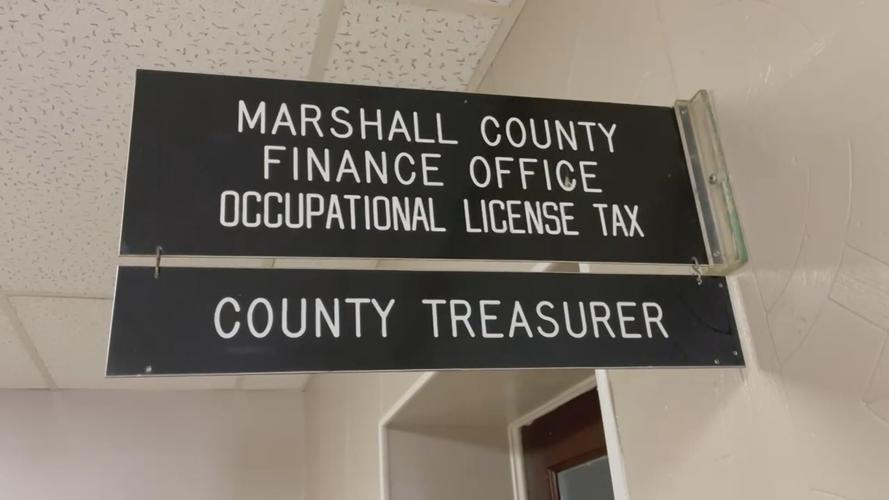 MARSHALL COUNTY
FINANCE OFFICE
OCCUPATIONAL LICENSE TAX
COUNTY TREASURER